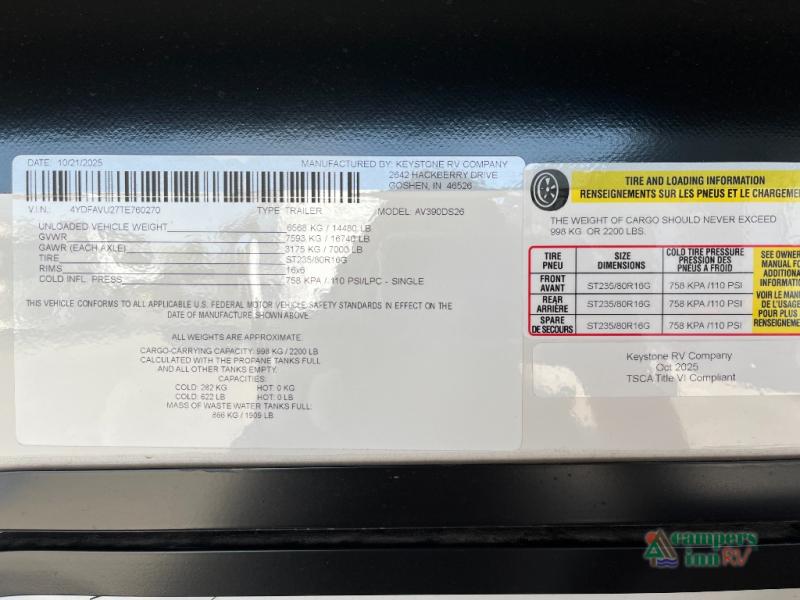 DATE: 10/21/2025 MANUFACTURED BY: KEYSTONE RV COMPANY
2642 HACKBERRY DRIVE
GOSHEN, IN 46526
V.I.N.: 4YDFAVU27TE760270 TYPE: TRAILER MODEL: AV390DS26
UNLOADED VEHICLE WEIGHT 6568 KG / 14480 LB
GVWR 7593 KG / 16740 LB
GAWR (EACH AXLE) 3175 KG / 7000 LB
TIRE ST235/80R16G
RIMS 16x6
COLD INFL. PRESS 758 KPA / 110 PSI/LPC - SINGLE
THIS VEHICLE CONFORMS TO ALL APPLICABLE U.S. FEDERAL MOTOR VEHICLE SAFETY STANDARDS IN EFFECT ON THE
DATE OF MANUFACTURE SHOWN ABOVE.
ALL WEIGHTS ARE APPROXIMATE.
CARGO-CARRYING CAPACITY: 998 KG / 2200 LB
CALCULATED WITH THE PROPANE TANKS FULL
AND ALL OTHER TANKS EMPTY.
CAPACITIES:
COLD: 282 KG HOT: 0 KG
COLD: 622 LB HOT: 0 LB
MASS OF WASTE WATER TANKS FULL:
866 KG / 1909 LB
TIRE AND LOADING INFORMATION
RENSEIGNEMENTS SUR LES PNEUS ET LE CHARGEME
THE WEIGHT OF CARGO SHOULD NEVER EXCEED
998 KG. OR 2200 LBS.
TIRE
PNEU
SIZE
DIMENSIONS
COLD TIRE PRESSURE
PRESSION DES
PNEUS À FROID
FRONT
AVANT
ST235/80R16G 758 KPA /110 PSI
REAR
ARRIÈRE
ST235/80R16G 758 KPA /110 PSI
SPARE
DE SECOURS
ST235/80R16G 758 KPA /110 PSI
SEE OWNER
MANUAL FO
ADDITIONA
INFORMATIO
VOIR LE MAN
DE L'USAGE
POUR PLUS
RENSEIGNEME
Keystone RV Company
Oct 2025
TSCA Title VI Compliant
campers
inn RV